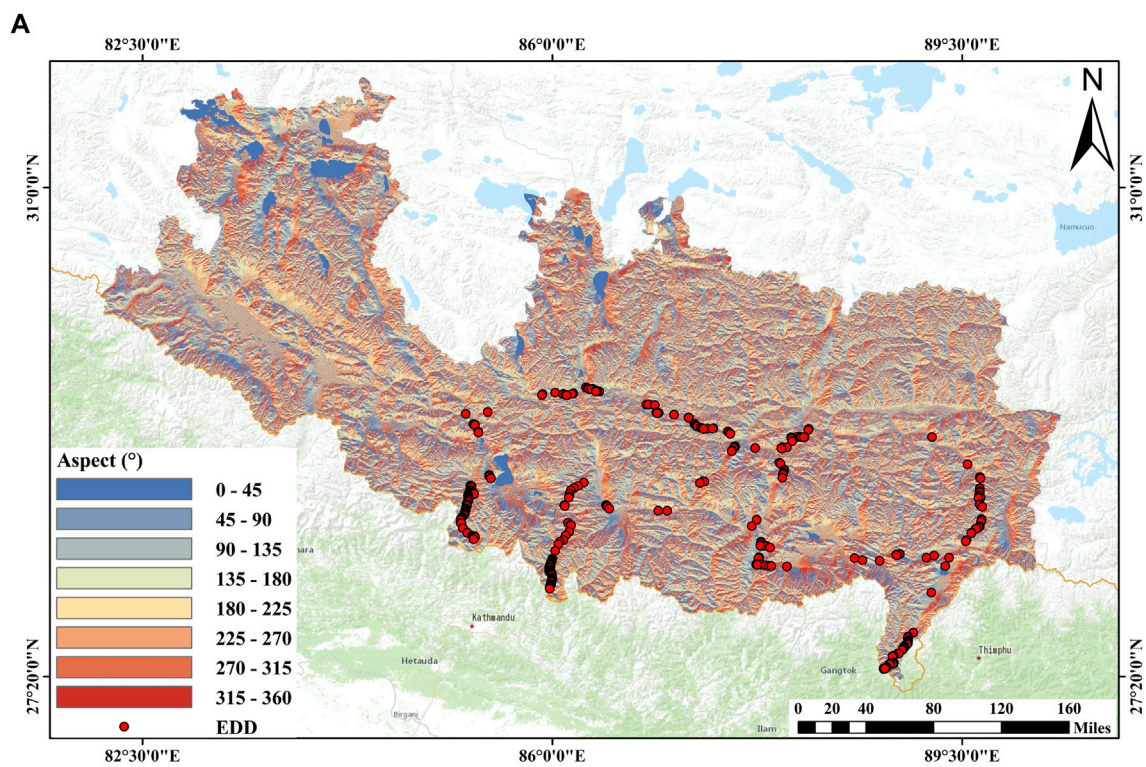 A
82°30'0"E 86°0'0"E 89°30'0"E
N
31°0'0"N 31°0'0"N
Namucuo
Aspect (°)
0 - 45
45 - 90
90 - 135
135 - 180
180 - 225
225 - 270
270 - 315
315 - 360
EDD
hara
Kathmandu
Hetauda
Birganj
Gangtok
Thimphu
Ilam
27°20'0"N 27°20'0"N
0 10 20 40 80 120 160
Miles
82°30'0"E 86°0'0"E 89°30'0"E